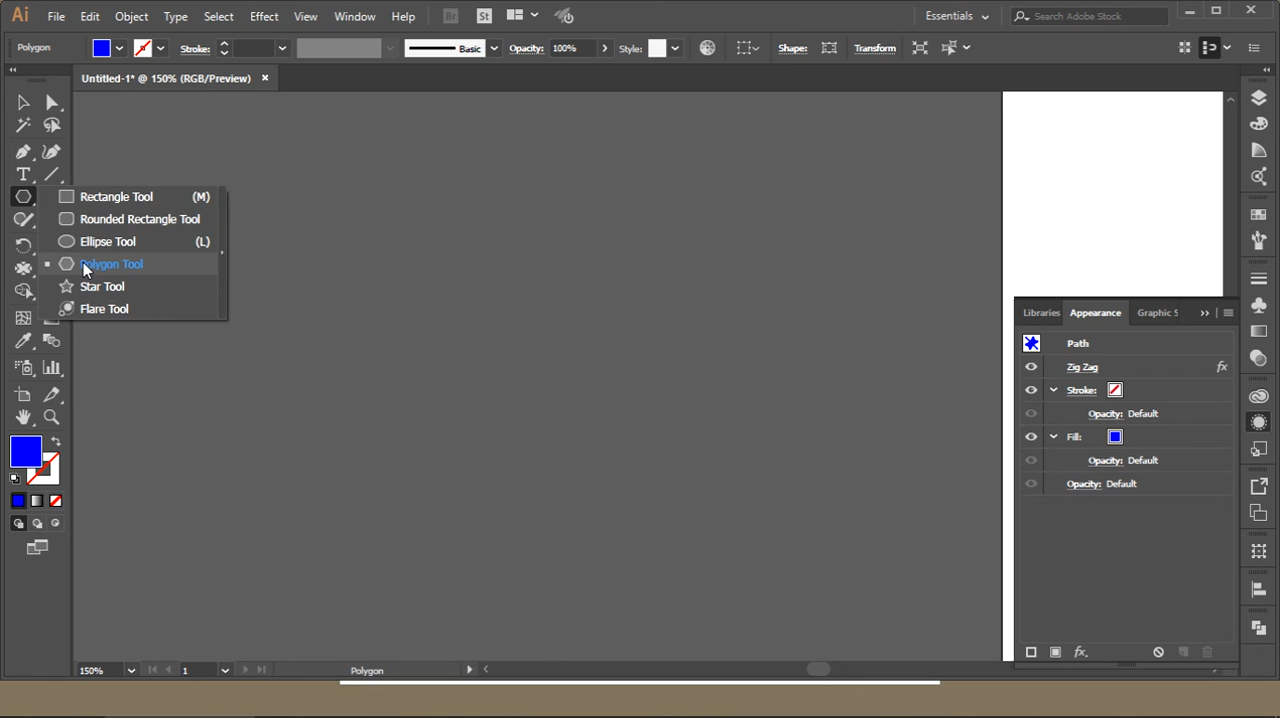 Ai File Edit Object Type Select Effect View Window Help Br St Essentials Search Adobe Stock
Polygon Stroke: Basic Opacity: 100% Style: Shape: Transform
Untitled-1* @ 150% (RGB/Preview) ×
T
Rectangle Tool (M)
Rounded Rectangle Tool
Ellipse Tool (L)
Polygon Tool
Star Tool
Flare Tool
Libraries Appearance Graphic S
Path
Zig Zag fx
Stroke:
Opacity: Default
Fill:
Opacity: Default
Opacity: Default
fx.
150% 1 Polygon